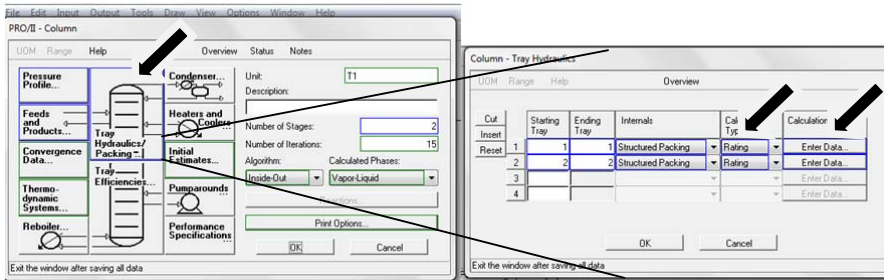 File Edit Input Output Tools Draw View Options Window Help
PRO/II - Column
UOM Range Help Overview Status Notes
Pressure
Profile...
Feeds
and
Products...
Convergence
Data...
Thermo-
dynamic
Systems...
Reboiler...
Tray
Hydraulics/
Packing
Tray
Efficiencies...
Condenser...
Heaters and
Coolers
Initial
Estimates...
Pumparounds
Performance
Specifications
Unit: T1
Description:
Number of Stages: 2
Number of Iterations: 15
Algorithm: Calculated Phases:
Inside-Out Vapor-Liquid
Print Options...
OK Cancel
Exit the window after saving all data
Column - Tray Hydraulics
UOM Range Help Overview
Cut
Insert
Reset
Starting
Tray
Ending
Tray
Internals
Calculation
1 1 1 Structured Packing Rating Enter Data...
2 2 2 Structured Packing Rating Enter Data...
3 Enter Data...
4 Enter Data...
OK Cancel
Exit the window after saving all data